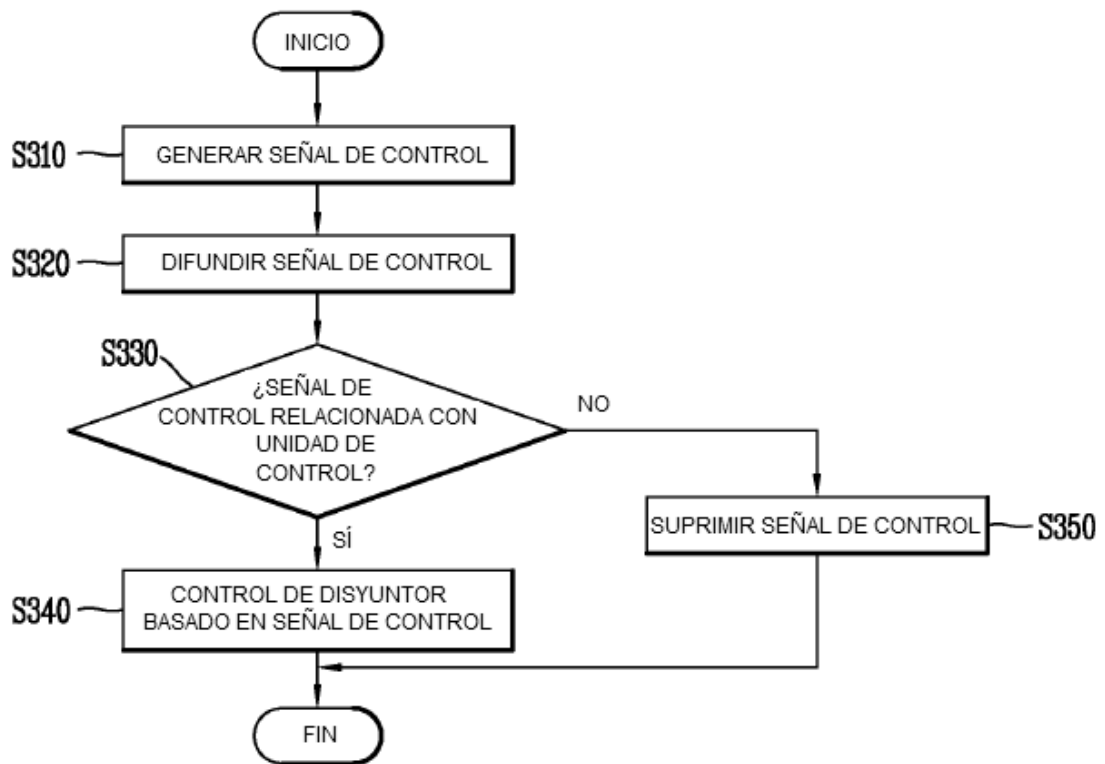 INICIO
S310
GENERAR SEÑAL DE CONTROL
S320
DIFUNDIR SEÑAL DE CONTROL
S330
¿SEÑAL DE
CONTROL RELACIONADA CON
UNIDAD DE
CONTROL?
NO
SUPRIMIR SEÑAL DE CONTROL
S350
SÍ
S340
CONTROL DE DISYUNTOR
BASADO EN SEÑAL DE CONTROL
FIN